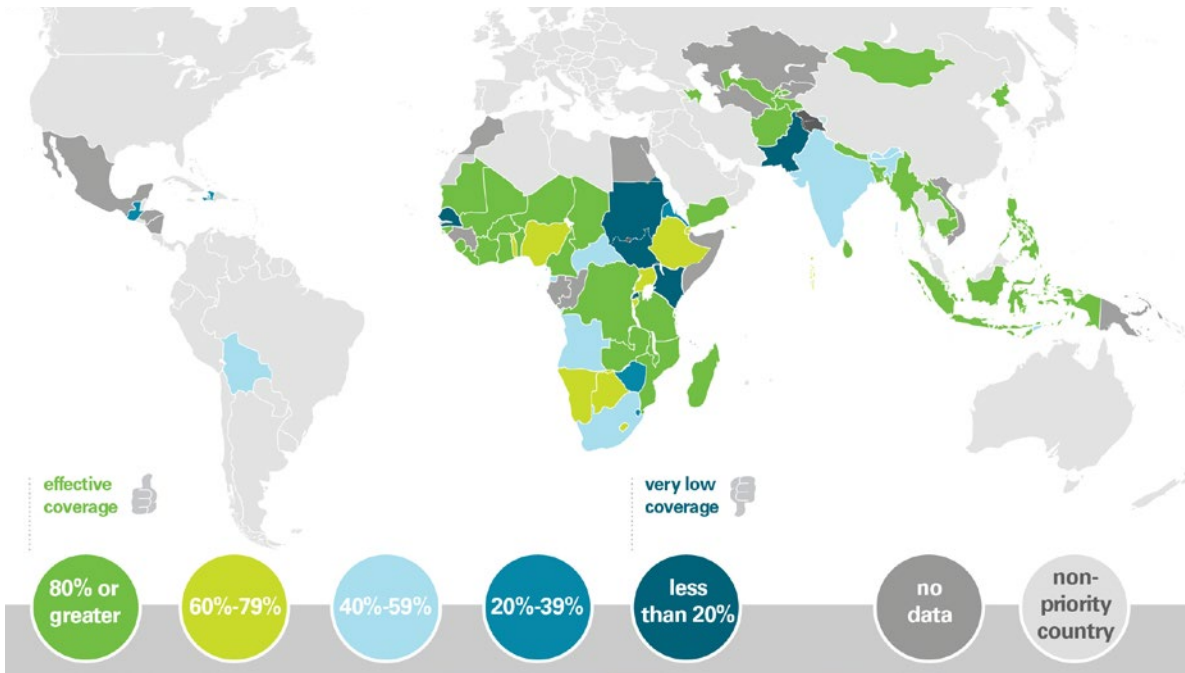 effective
coverage
very low
coverage
80% or
greater
60%-79%
40%-59%
20%-39%
less
than 20%
no
data
non-
priority
country